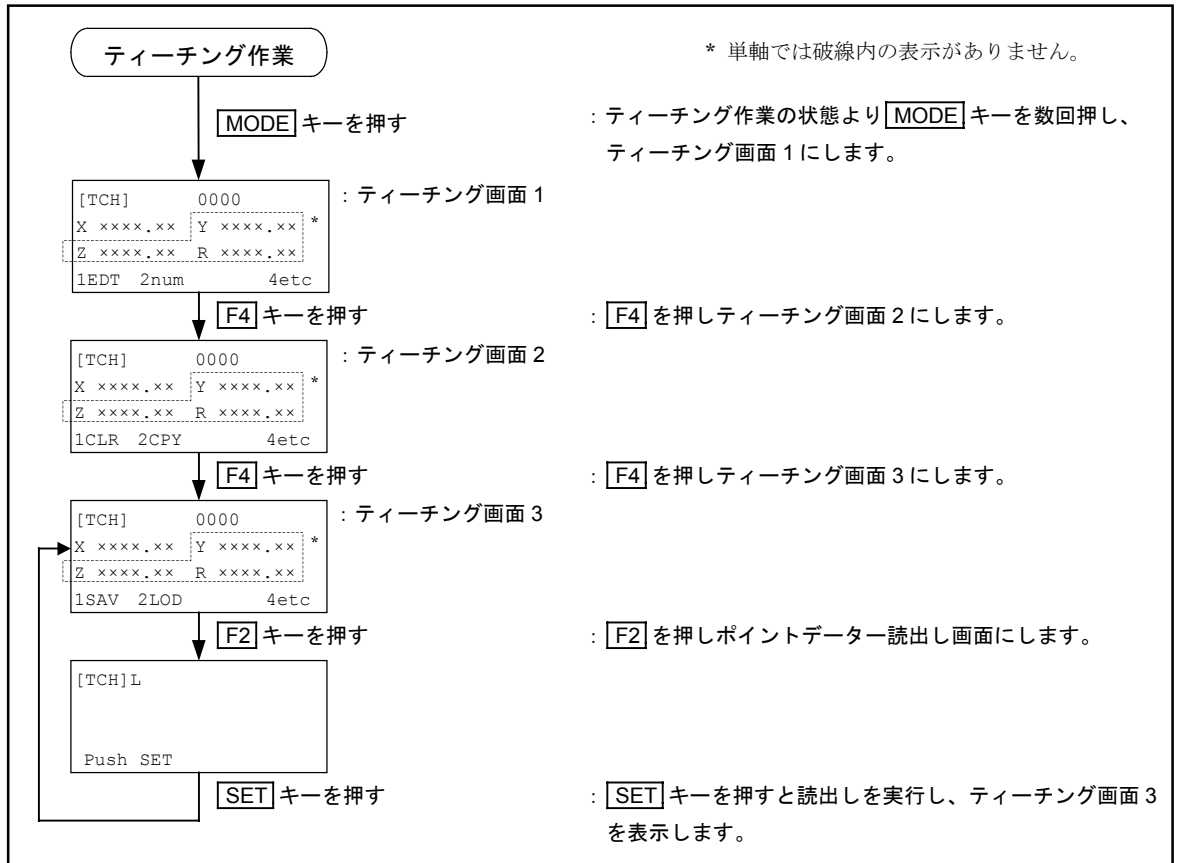 ティーチング作業
* 単軸では破線内の表示がありません。
MODE キーを押す
：ティーチング作業の状態より MODE キーを数回押し、
ティーチング画面 1 にします。
[TCH] 0000
：ティーチング画面 1
X ××××.×× Y ××××.×× *
Z ××××.×× R ××××.××
1EDT 2num 4etc
F4 キーを押す
：F4 を押しティーチング画面 2 にします。
[TCH] 0000
：ティーチング画面 2
X ××××.×× Y ××××.×× *
Z ××××.×× R ××××.××
1CLR 2CPY 4etc
F4 キーを押す
：F4 を押しティーチング画面 3 にします。
[TCH] 0000
：ティーチング画面 3
X ××××.×× Y ××××.×× *
Z ××××.×× R ××××.××
1SAV 2LOD 4etc
F2 キーを押す
：F2 を押しポイントデーター読出し画面にします。
[TCH]L
Push SET
SET キーを押す
：SET キーを押すと読出しを実行し、ティーチング画面 3
を表示します。